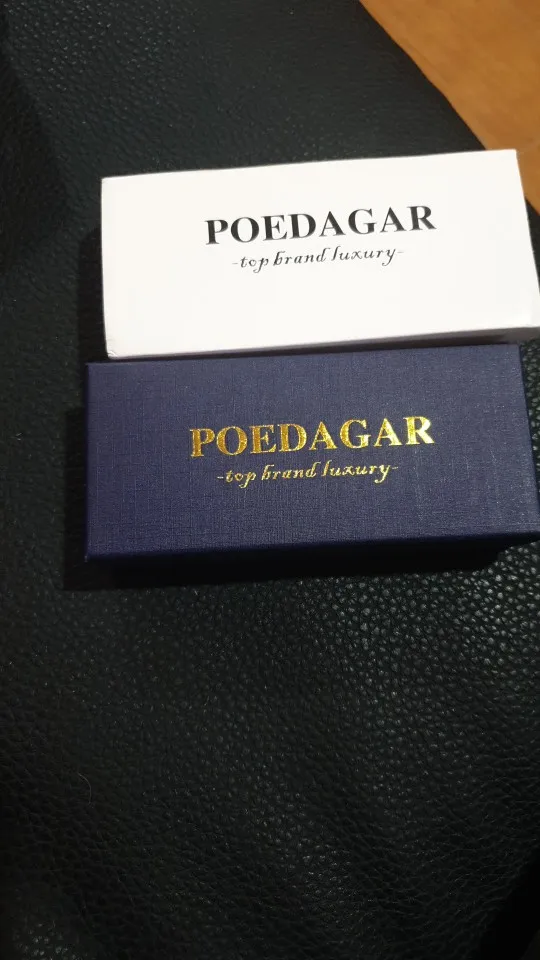 POEDAGAR
-top brand luxury-
POEDAGAR
-top brand luxury-